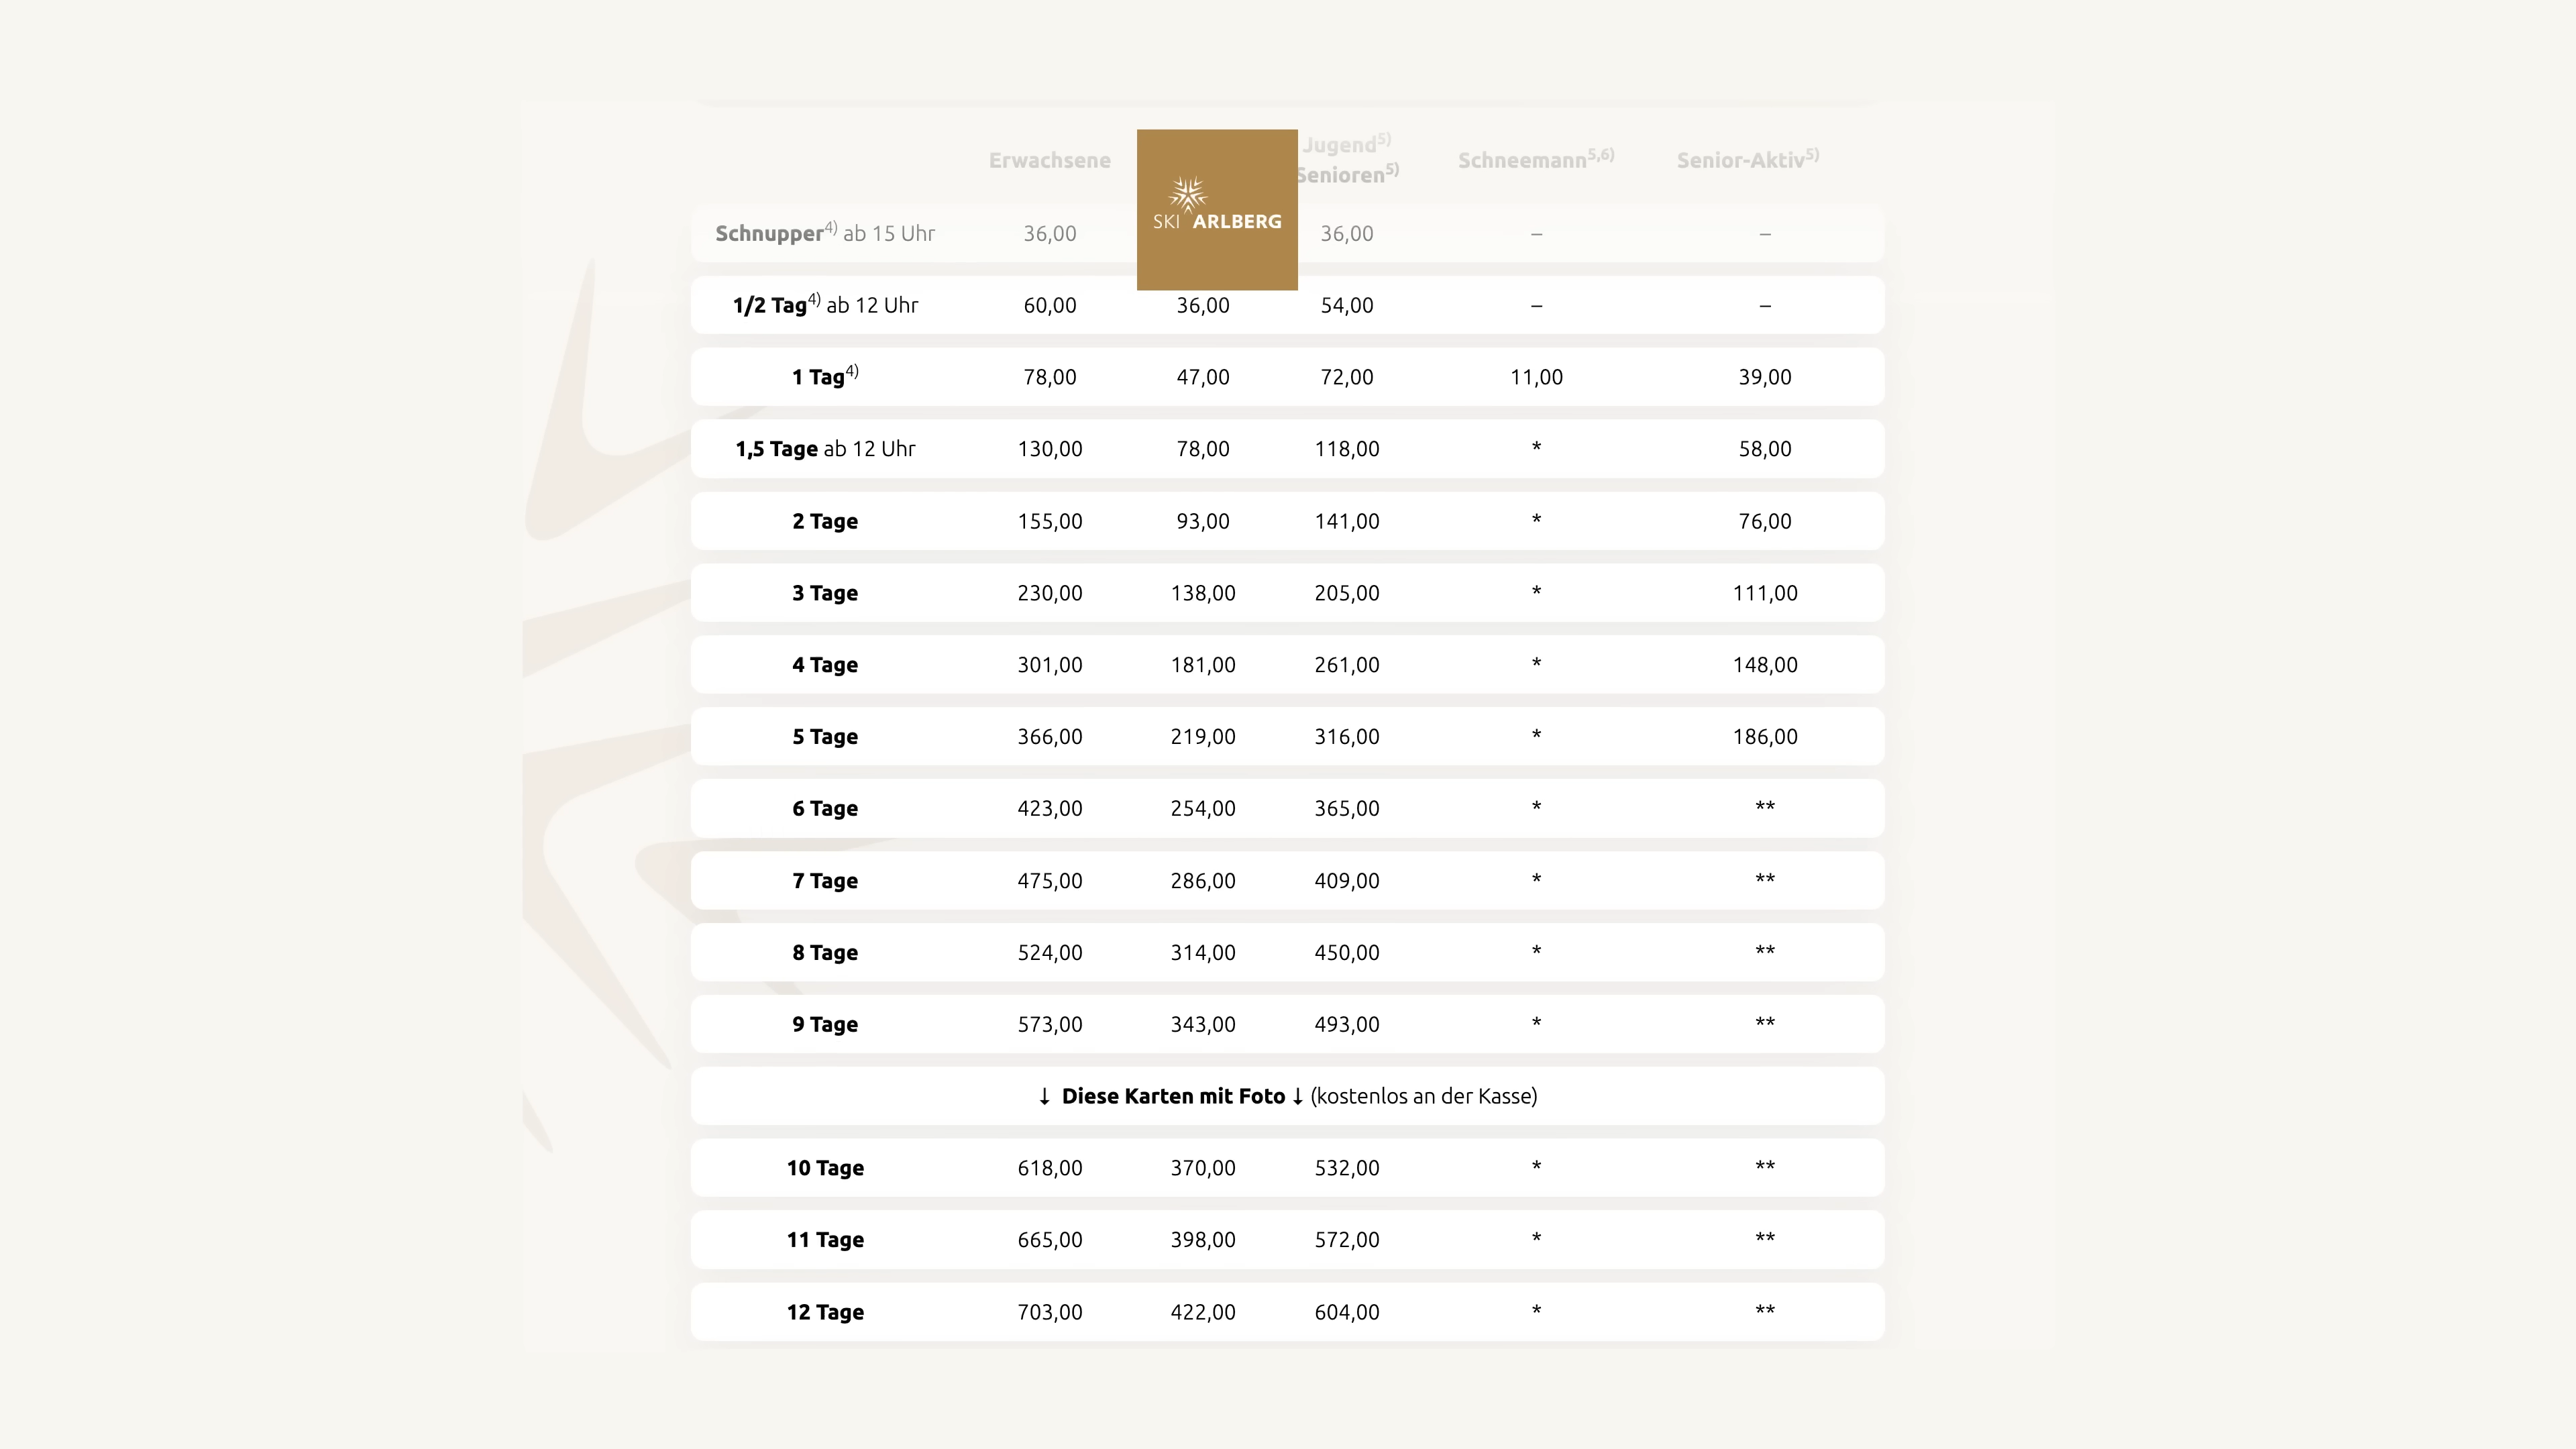 Erwachsene Jugend5) Senioren5) Schneemann5,6) Senior-Aktiv5)
SKI ARLBERG
Schnupper4) ab 15 Uhr 36,00 36,00 – –
1/2 Tag4) ab 12 Uhr 60,00 36,00 54,00 – –
1 Tag4) 78,00 47,00 72,00 11,00 39,00
1,5 Tage ab 12 Uhr 130,00 78,00 118,00 * 58,00
2 Tage 155,00 93,00 141,00 * 76,00
3 Tage 230,00 138,00 205,00 * 111,00
4 Tage 301,00 181,00 261,00 * 148,00
5 Tage 366,00 219,00 316,00 * 186,00
6 Tage 423,00 254,00 365,00 * **
7 Tage 475,00 286,00 409,00 * **
8 Tage 524,00 314,00 450,00 * **
9 Tage 573,00 343,00 493,00 * **
↓ Diese Karten mit Foto ↓ (kostenlos an der Kasse)
10 Tage 618,00 370,00 532,00 * **
11 Tage 665,00 398,00 572,00 * **
12 Tage 703,00 422,00 604,00 * **